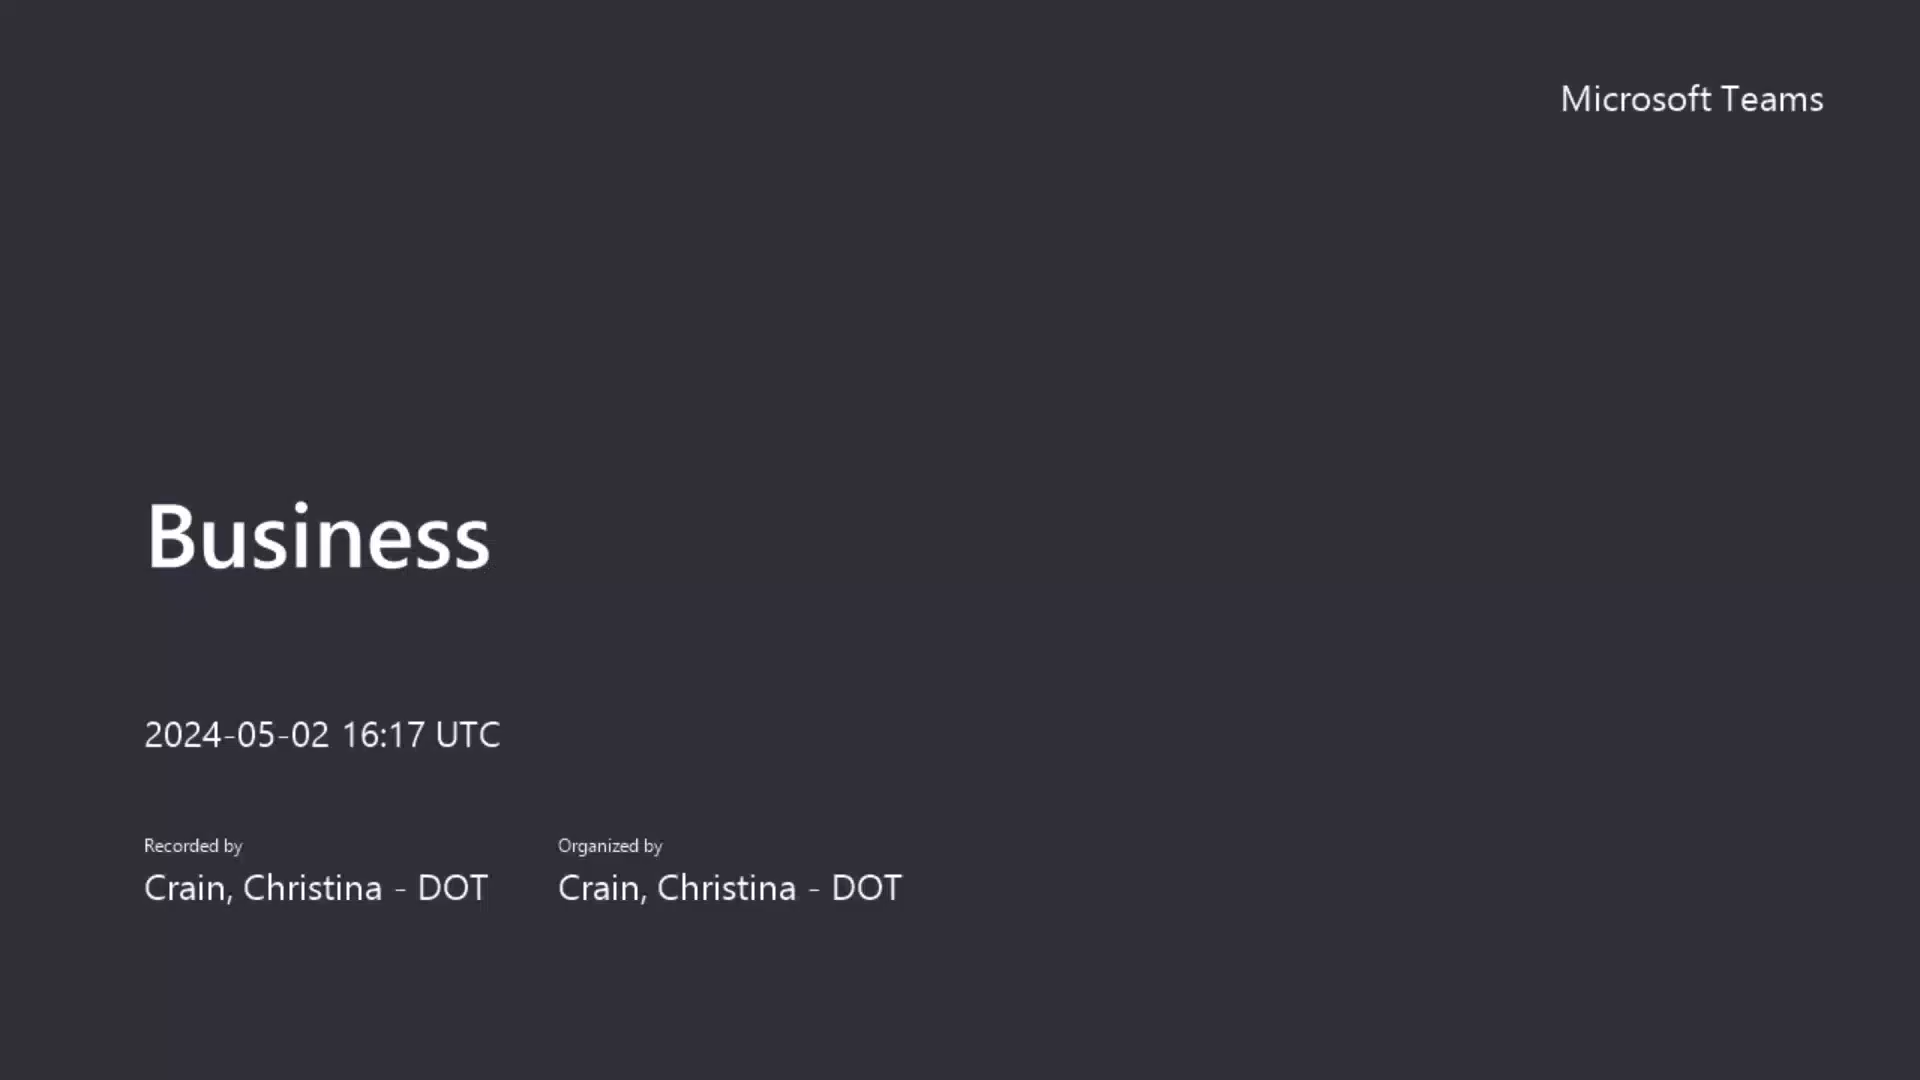 Microsoft Teams
Business
2024-05-02 16:17 UTC
Recorded by
Crain, Christina - DOT
Organized by
Crain, Christina - DOT